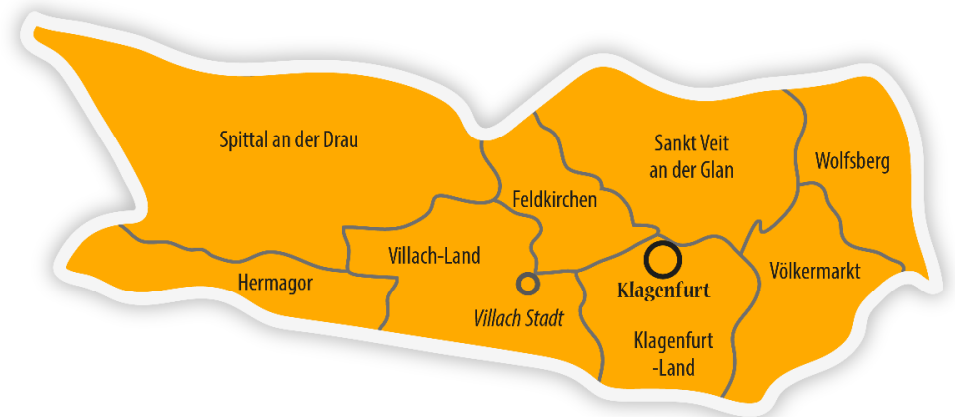 Spittal an der Drau
Sankt Veit
an der Glan
Wolfsberg
Feldkirchen
Villach-Land
Hermagor
Völkermarkt
Klagenfurt
Villach Stadt
Klagenfurt
-Land